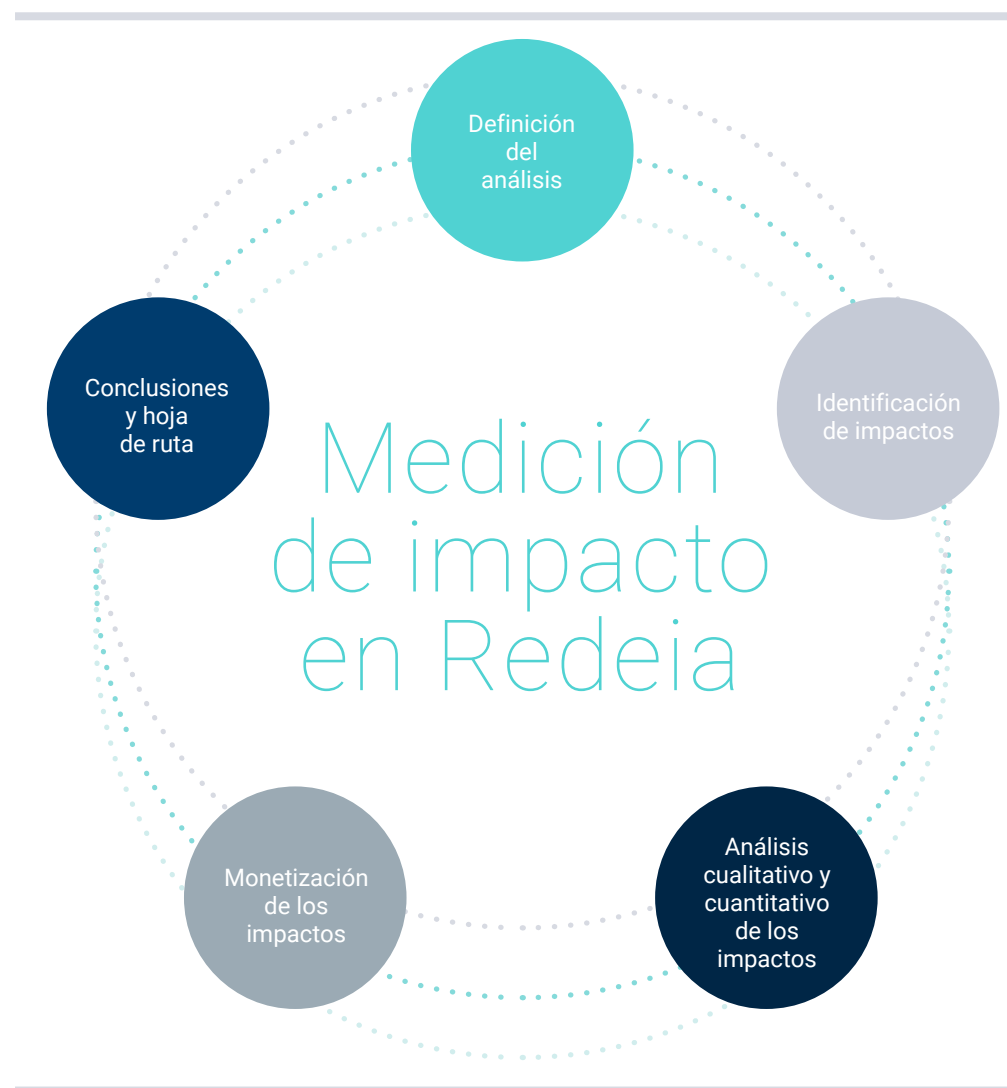 Definición
del
análisis
Identificación
de impactos
Análisis
cualitativo y
cuantitativo
de los
impactos
Monetización
de los
impactos
Conclusiones
y hoja
de ruta
Medición
de impacto
en Redeia